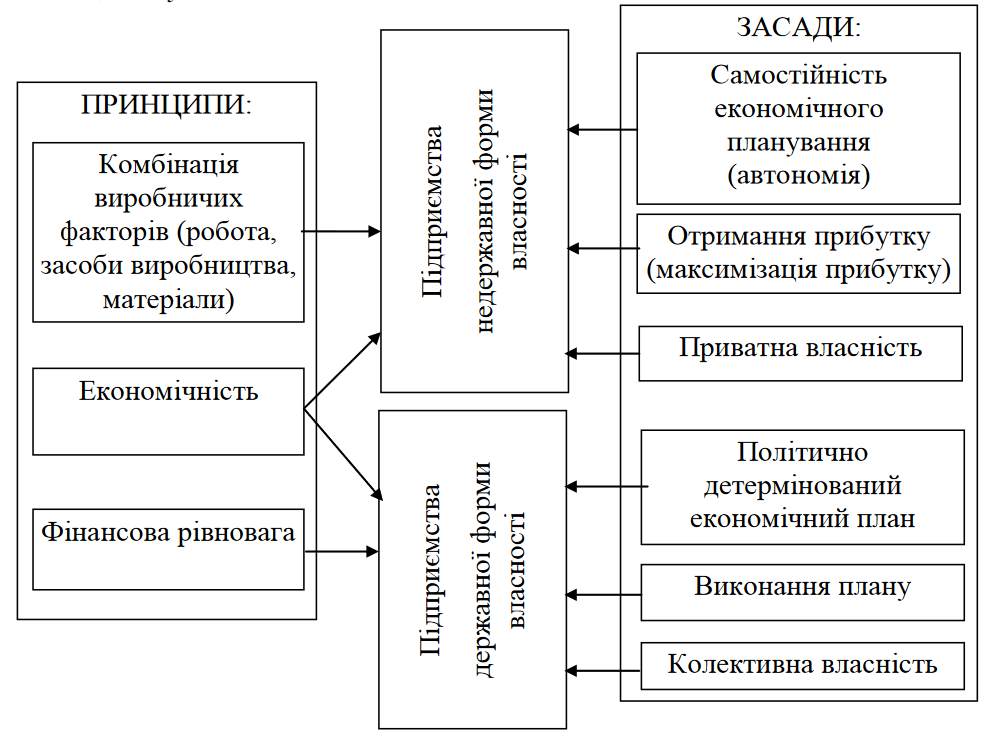 ПРИНЦИПИ:
Комбінація
виробничих
факторів (робота,
засоби виробництва,
матеріали)
Економічність
Фінансова рівновага
Підприємства
недержавної форми
власності
Підприємства
державної форми
власності
ЗАСАДИ:
Самостійність
економічного
планування
(автономія)
Отримання прибутку
(максимізація прибутку)
Приватна власність
Політично
детермінований
економічний план
Виконання плану
Колективна власність